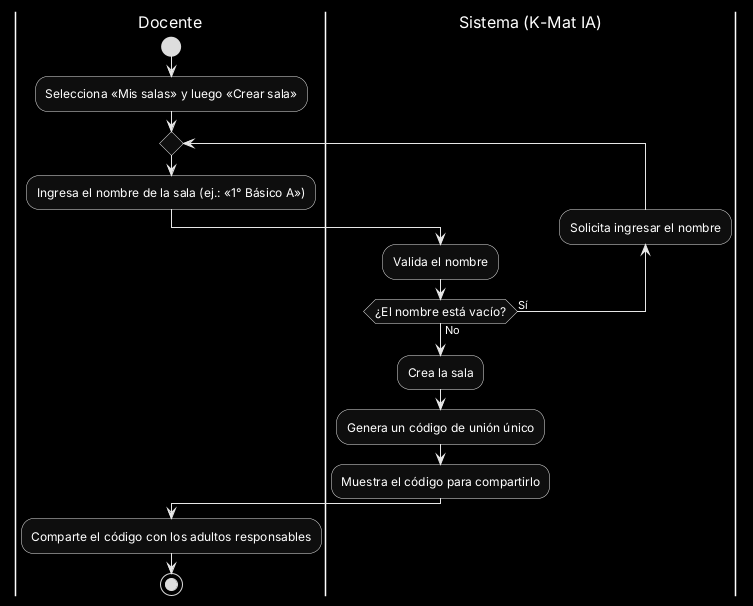 Docente
Sistema (K-Mat IA)
Selecciona «Mis salas» y luego «Crear sala»
Ingresa el nombre de la sala (ej.: «1° Básico A»)
Solicita ingresar el nombre
Valida el nombre
¿El nombre está vacío?
Sí
No
Crea la sala
Genera un código de unión único
Muestra el código para compartirlo
Comparte el código con los adultos responsables